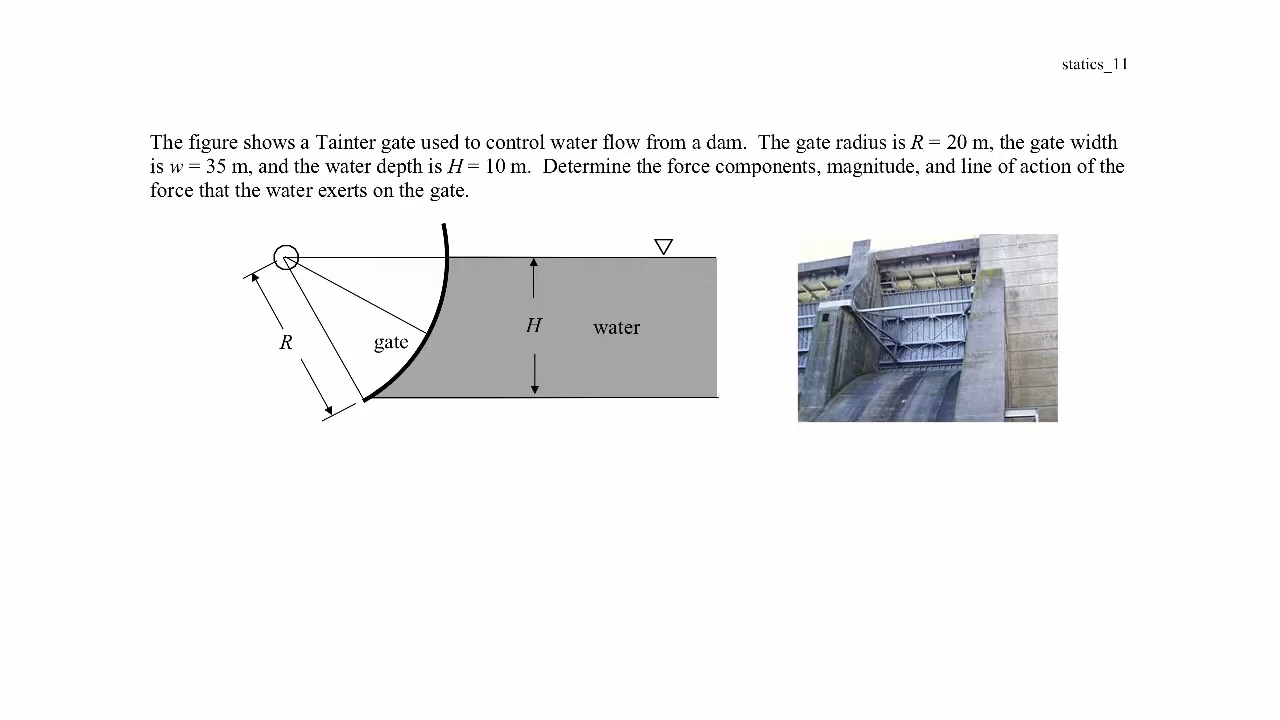 statics_11
The figure shows a Tainter gate used to control water flow from a dam. The gate radius is R = 20 m, the gate width
is w = 35 m, and the water depth is H = 10 m. Determine the force components, magnitude, and line of action of the
force that the water exerts on the gate.
H
water
R
gate